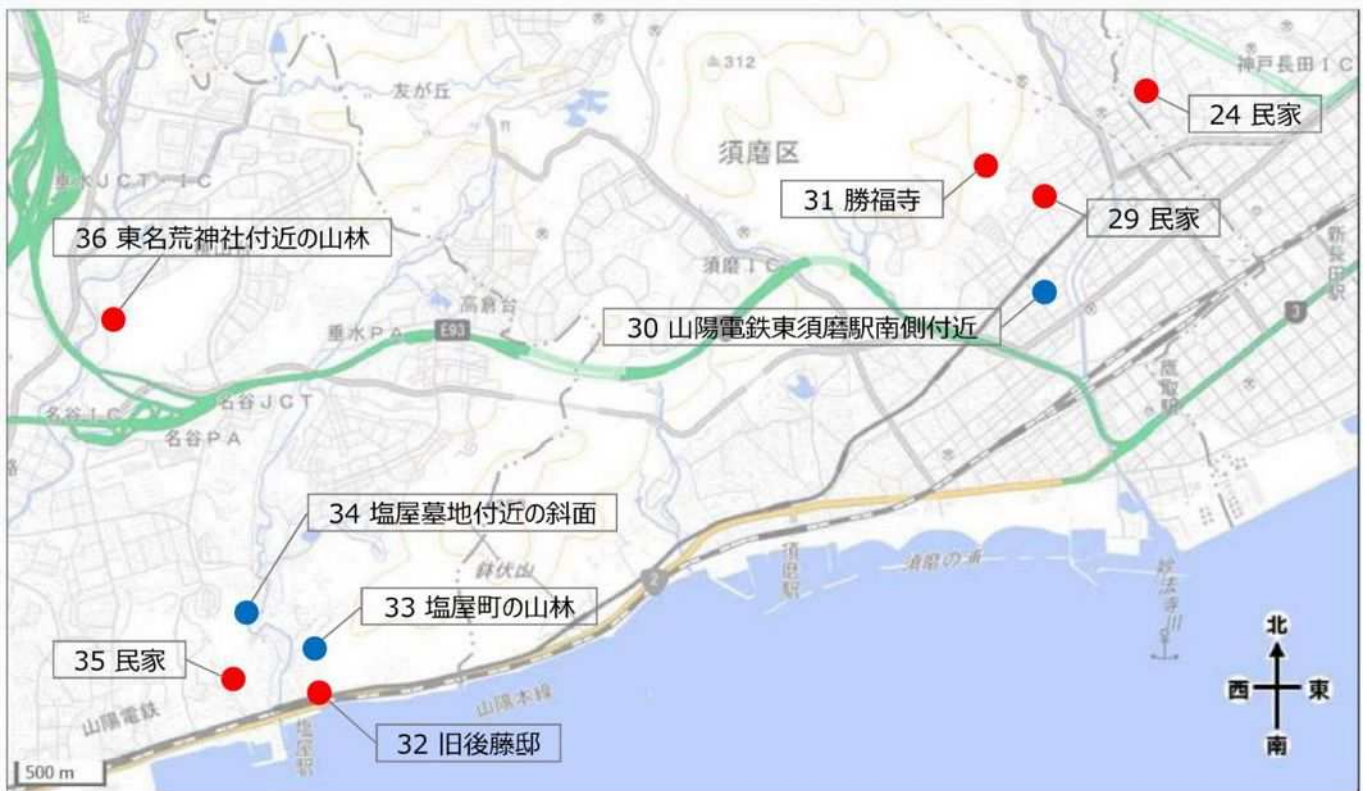 312
友が丘
神戸長田IC
24 民家
須磨区
垂水JCT・IC
31 勝福寺
29 民家
36 東名荒神社付近の山林
須磨IC
新長田駅
高倉台
30 山陽電鉄東須磨駅南側付近
3
垂水PA
E93
鷹取駅
名谷JCT
名谷IC
名谷PA
34 塩屋墓地付近の斜面
鉢伏山
須磨駅
須磨の浦
妙法寺川
2
33 塩屋町の山林
北
35 民家
西
東
山陽本線
山陽電鉄
塩屋駅
32 旧後藤邸
南
500 m